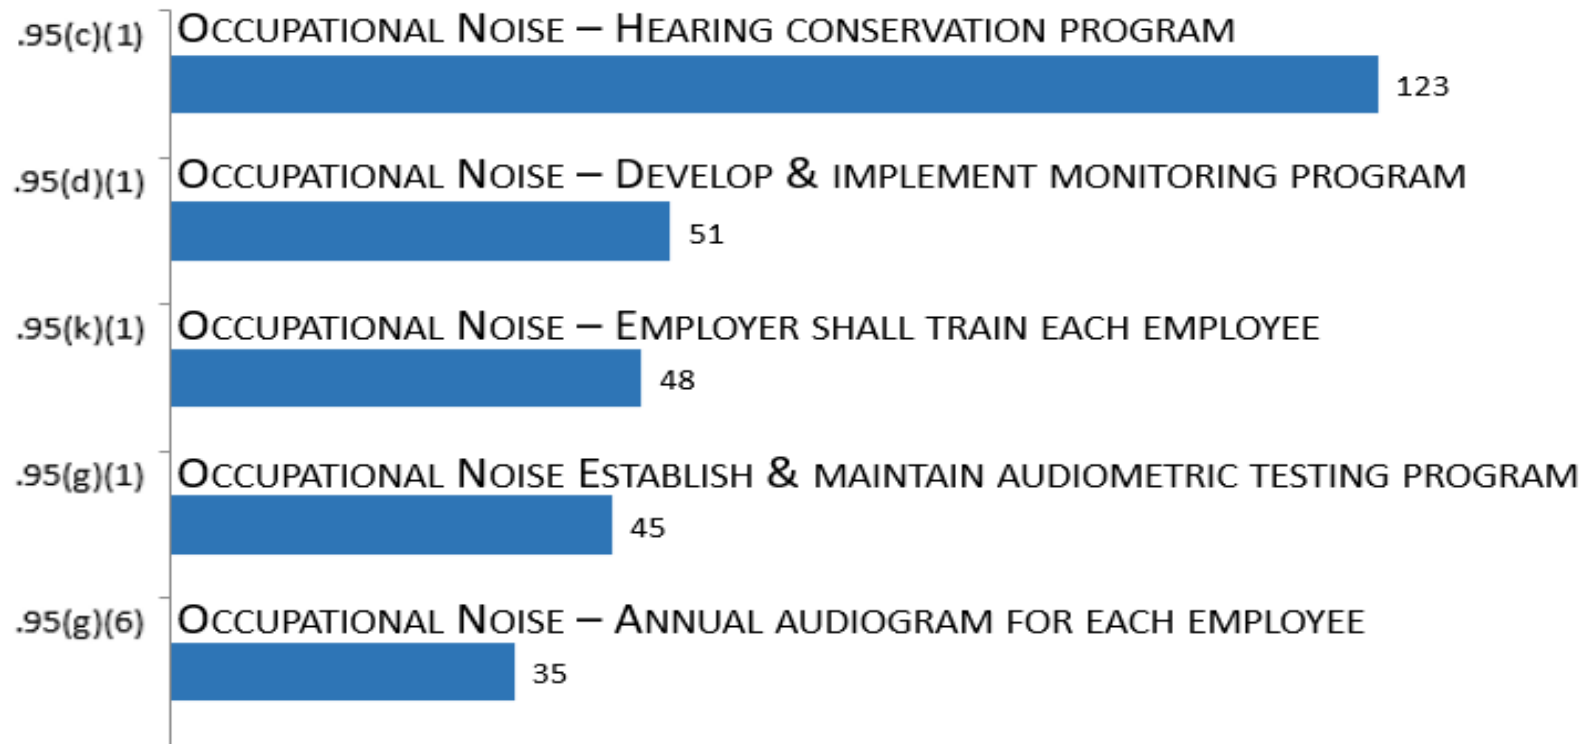 .95(c)(1) OCCUPATIONAL NOISE – HEARING CONSERVATION PROGRAM
123
.95(d)(1) OCCUPATIONAL NOISE – DEVELOP & IMPLEMENT MONITORING PROGRAM
51
.95(k)(1) OCCUPATIONAL NOISE – EMPLOYER SHALL TRAIN EACH EMPLOYEE
48
.95(g)(1) OCCUPATIONAL NOISE ESTABLISH & MAINTAIN AUDIOMETRIC TESTING PROGRAM
45
.95(g)(6) OCCUPATIONAL NOISE – ANNUAL AUDIOGRAM FOR EACH EMPLOYEE
35